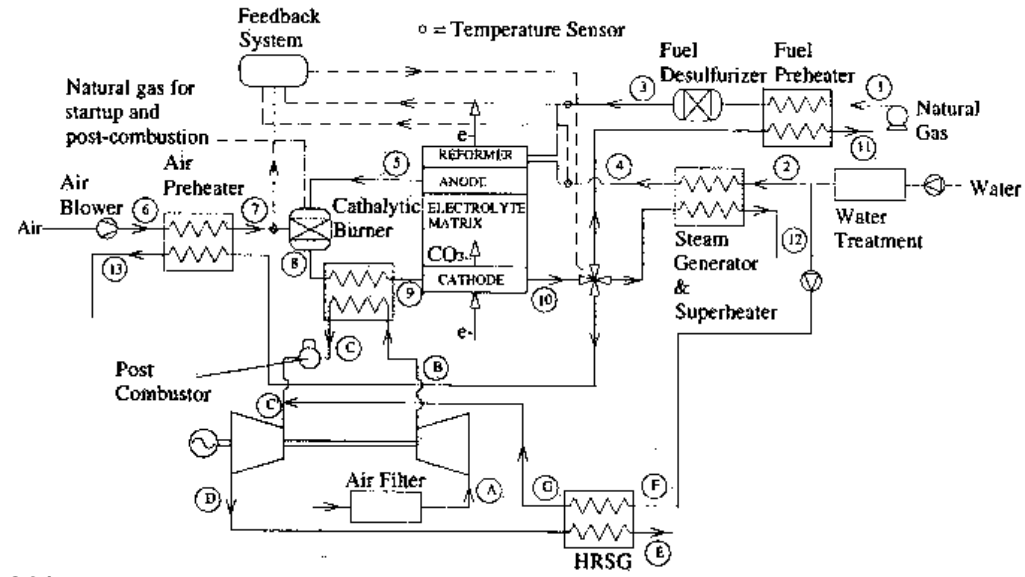 Feedback
System
o = Temperature Sensor
Natural gas for
startup and
post-combustion
Fuel
Desulfurizer
Fuel
Preheater
3
1
Natural
Gas
11
e-
REFORMER
5
ANODE
4
2
Water
Water
Treatment
Air
Preheater
Air
Blower
6
7
Air
Cathalytic
Burner
ELECTROLYTE
MATRIX
CO3
CATHODE
8
9
10
13
12
Steam
Generator
&
Superheater
e-
C
B
Post
Combustor
C'
Air Filter
A
D
G
F
E
HRSG